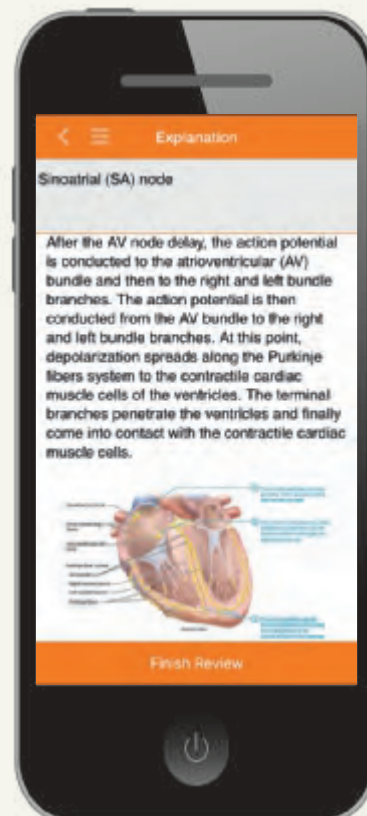 Explanation
Sinoatrial (SA) node
After the AV node delay, the action potential
is conducted to the atrioventricular (AV)
bundle and then to the right and left bundle
branches. The action potential is then
conducted from the AV bundle to the right
and left bundle branches. At this point,
depolarization spreads along the Purkinje
fibers system to the contractile cardiac
muscle cells of the ventricles. The terminal
branches penetrate the ventricles and finally
come into contact with the contractile cardiac
muscle cells.
Finish Review